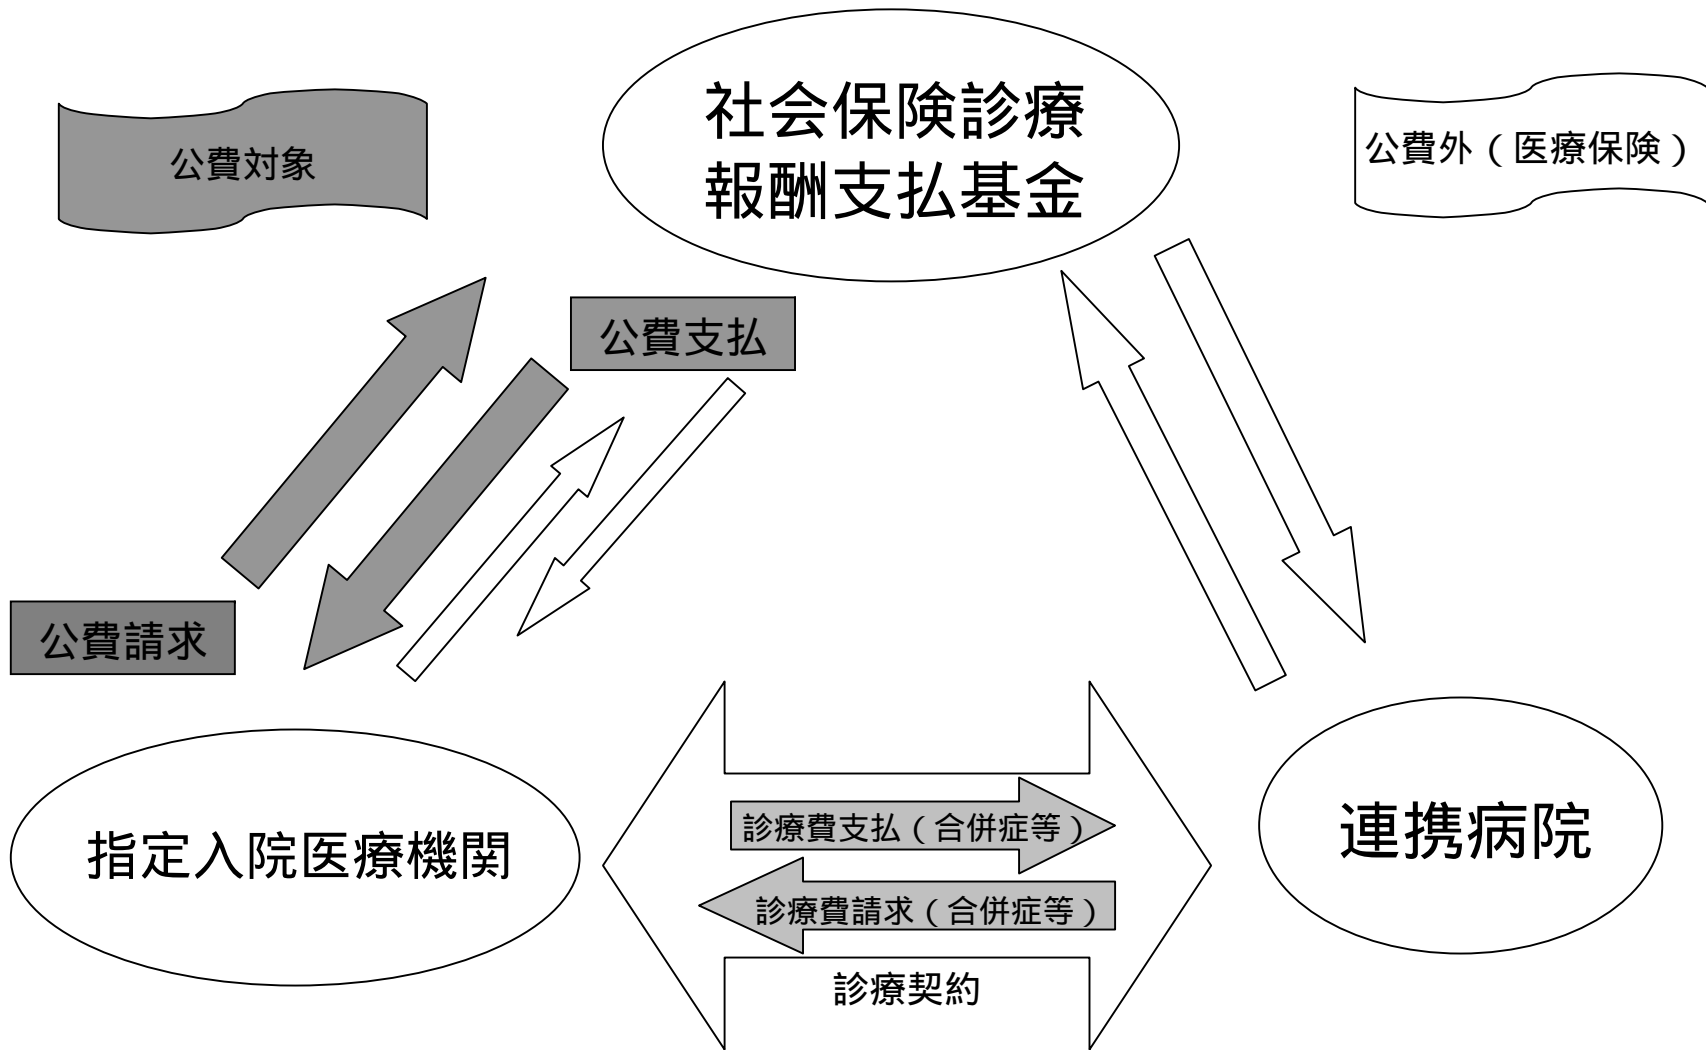 社会保険診療
報酬支払基金
公費対象
公費外（医療保険）
公費支払
公費請求
指定入院医療機関
診療費支払（合併症等）
診療費請求（合併症等）
診療契約
連携病院